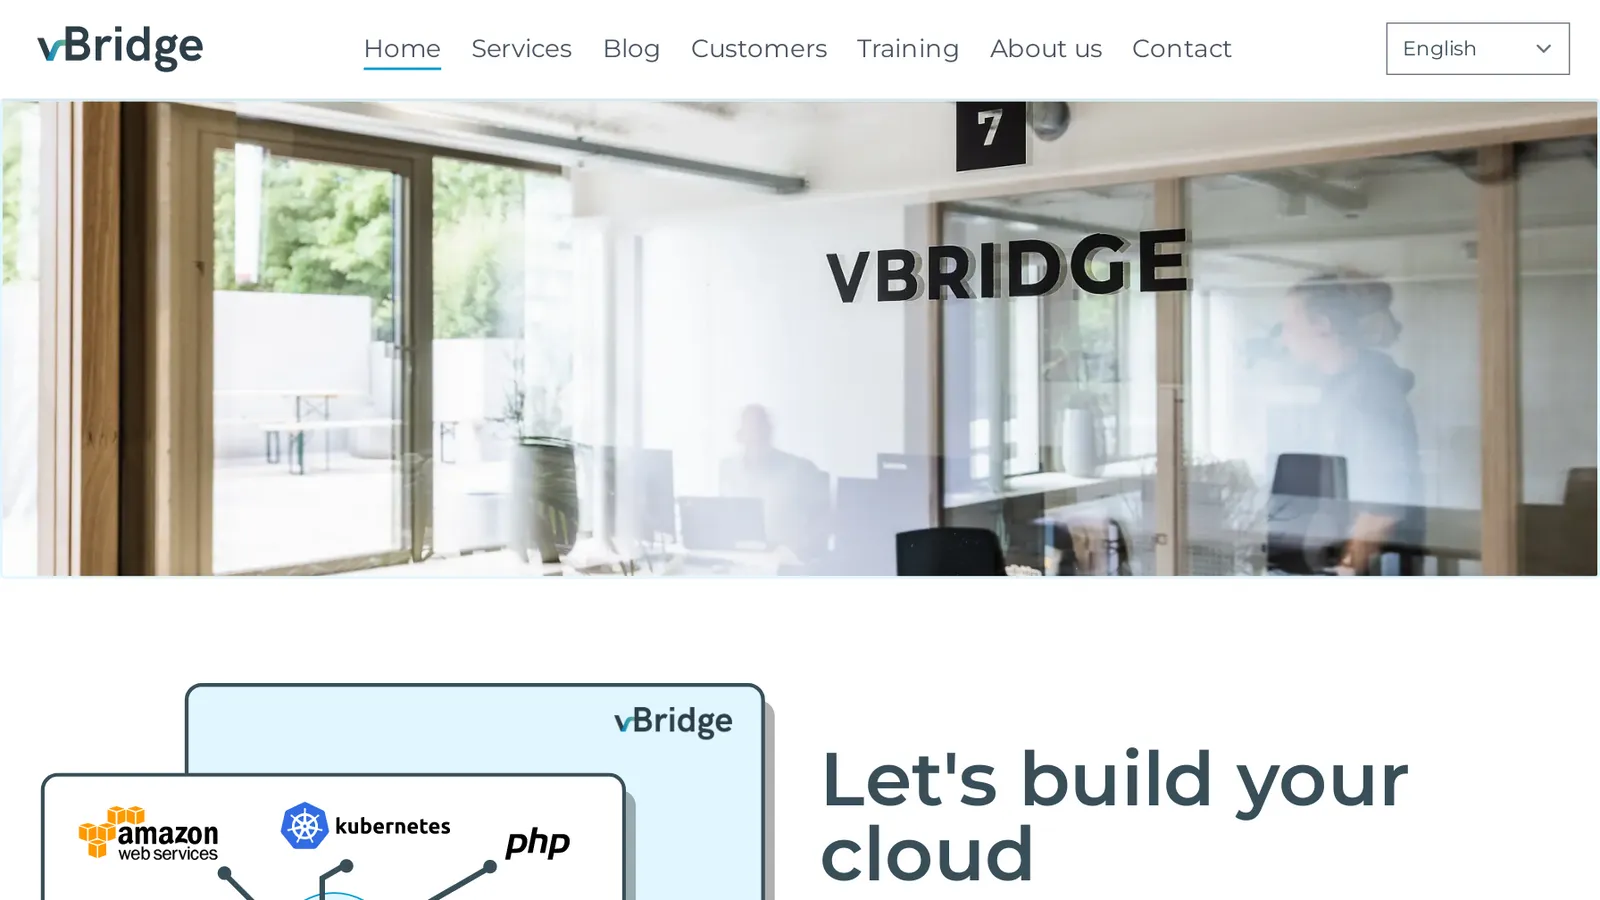 vBridge
Home Services Blog Customers Training About us Contact
English
7
VBRIDGE
vBridge
amazon
web services
kubernetes
php
Let's build your
cloud